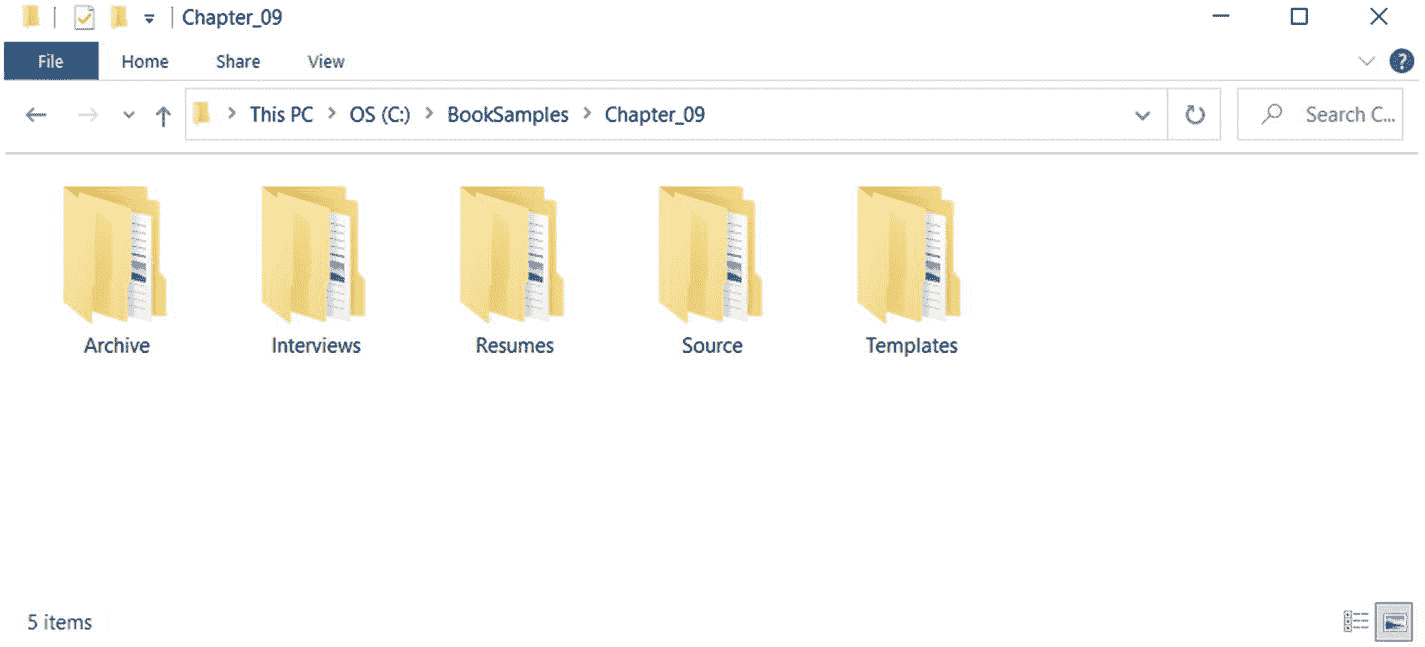 Chapter_09
File Home Share View
This PC > OS (C:) > BookSamples > Chapter_09 Search C...
Archive Interviews Resumes Source Templates
5 items